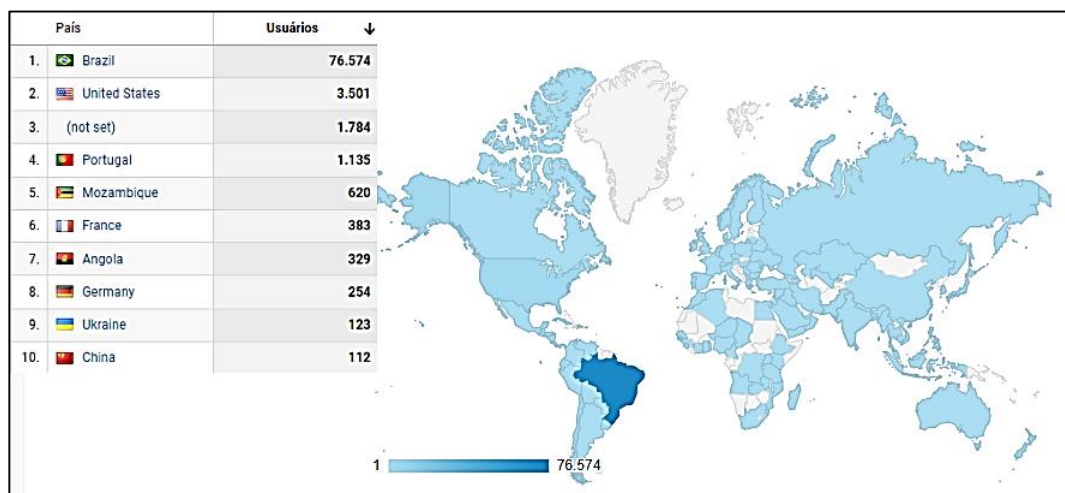 País Usuários ↓
1. Brazil 76.574
2. United States 3.501
3. (not set) 1.784
4. Portugal 1.135
5. Mozambique 620
6. France 383
7. Angola 329
8. Germany 254
9. Ukraine 123
10. China 112
1 76.574